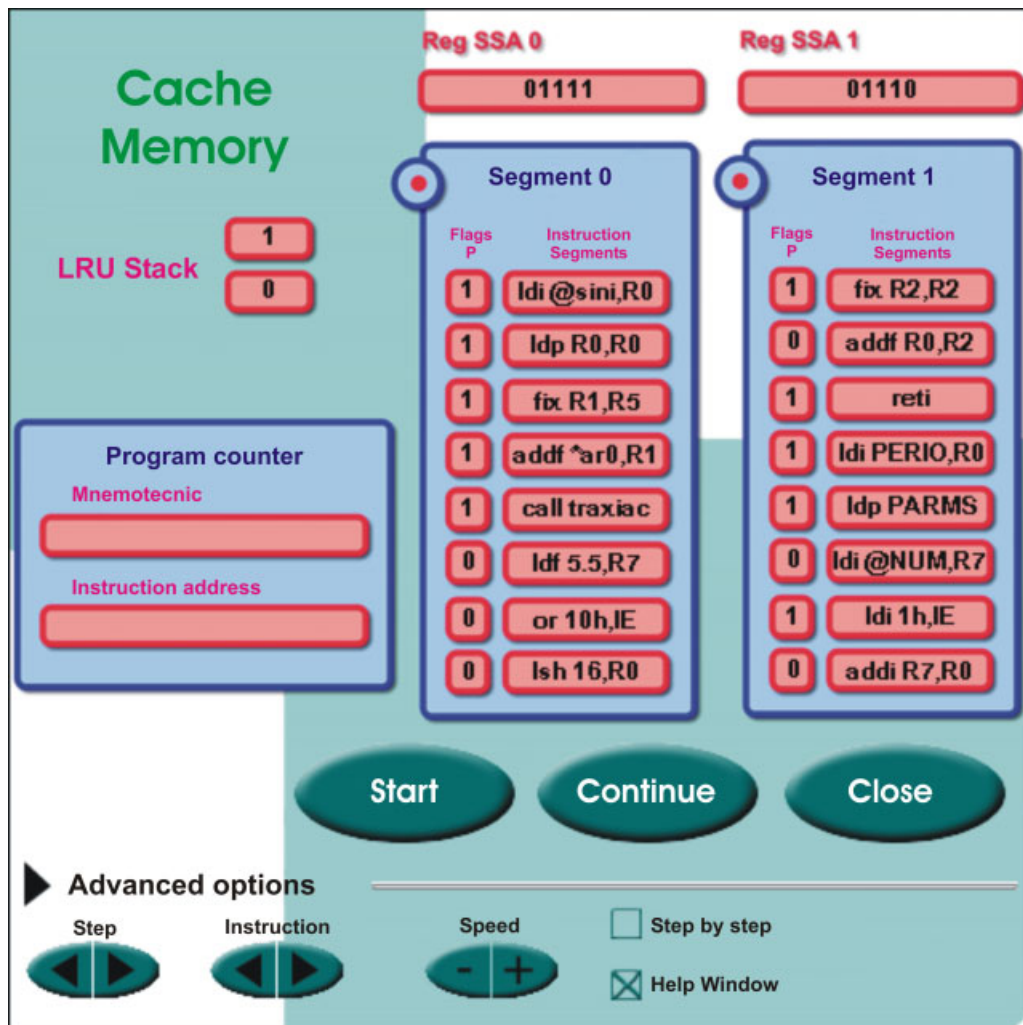 Cache
Memory
LRU Stack
1
0
Reg SSA 0
01111
Reg SSA 1
01110
Program counter
Mnemotecnic
Instruction address
Segment 0
Flags P Instruction Segments
1 ldi @sini,R0
1 ldp R0,R0
1 fix R1,R5
1 addf *ar0,R1
1 call traxiac
0 ldf 5.5,R7
0 or 10h,IE
0 lsh 16,R0
Segment 1
Flags P Instruction Segments
1 fix R2,R2
0 addf R0,R2
1 reti
1 ldi PERIO,R0
1 ldp PARMS
0 ldi @NUM,R7
1 ldi 1h,IE
0 addi R7,R0
Start Continue Close
Advanced options
Step Instruction Speed
- +
Step by step
Help Window